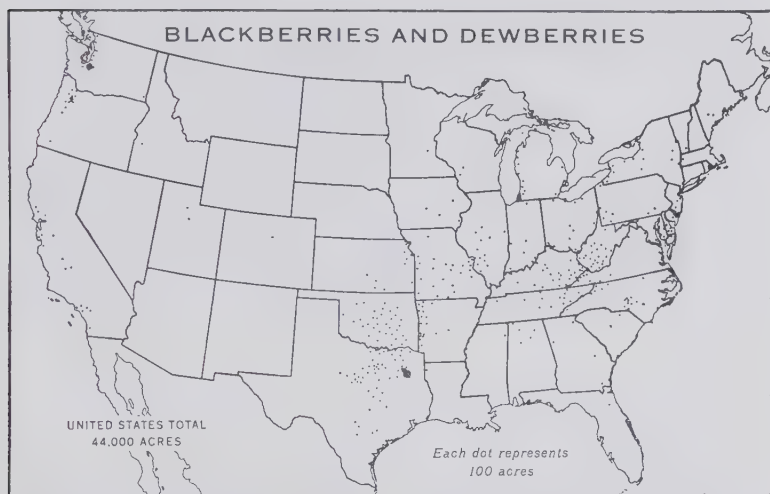 BLACKBERRIES AND DEWBERRIES
UNITED STATES TOTAL
44,000 ACRES
Each dot represents
100 acres